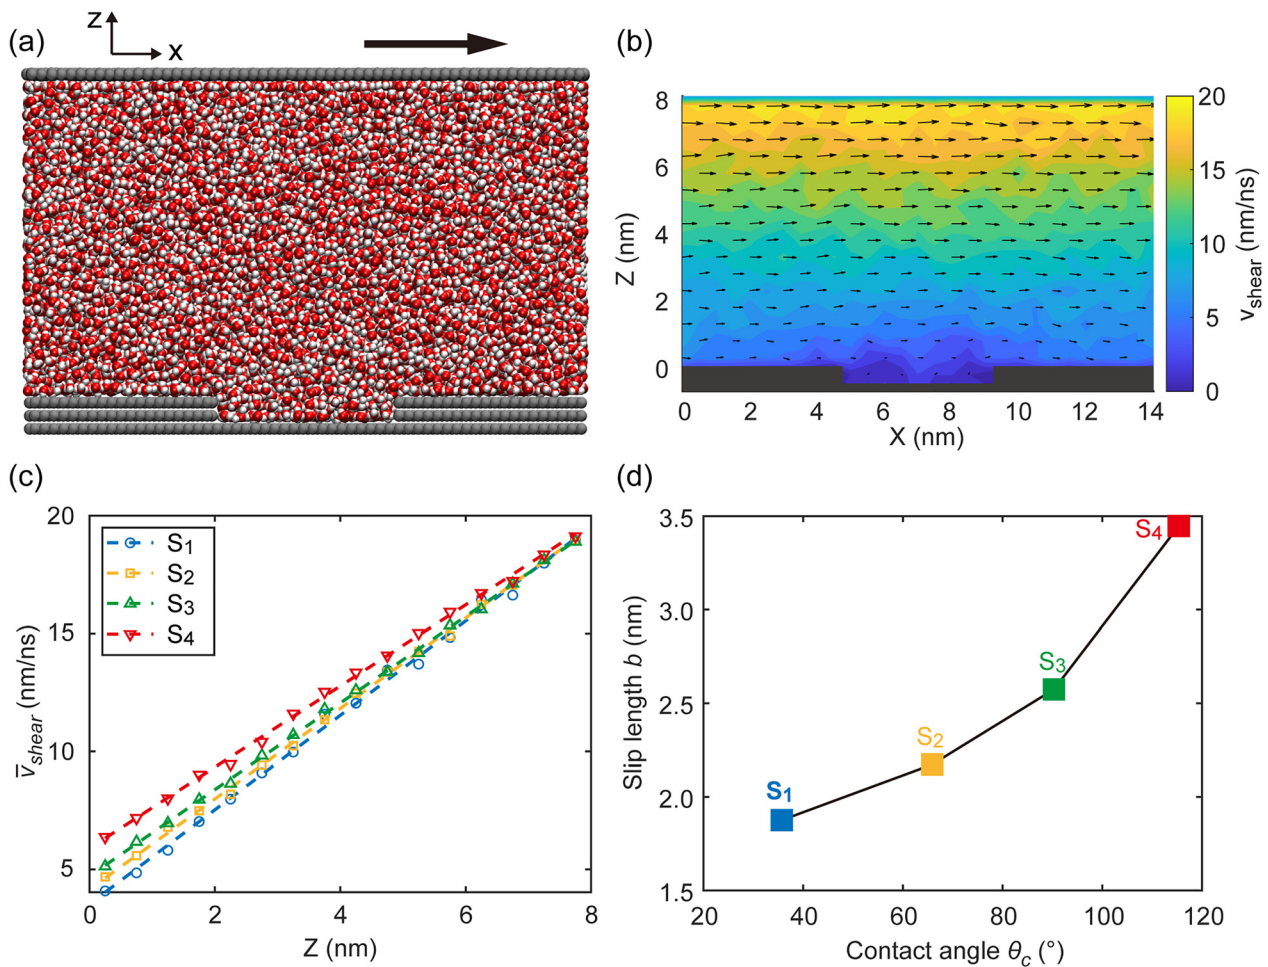 (a)
Z
X
(b)
8
6
4
2
0
Z (nm)
0 2 4 6 8 10 12 14
X (nm)
20
15
10
5
0
v_shear (nm/ns)
(c)
20
15
10
5
v̅_shear (nm/ns)
S₁
S₂
S₃
S₄
0 2 4 6 8
Z (nm)
(d)
3.5
3.0
2.5
2.0
1.5
Slip length b (nm)
S₄
S₃
S₂
S₁
20 40 60 80 100 120
Contact angle θ_c (°)